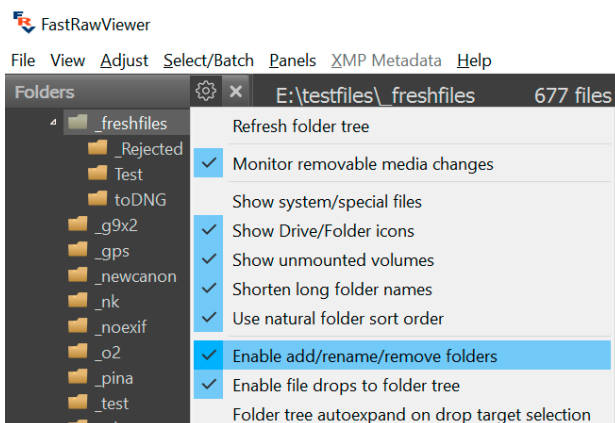 FastRawViewer
File View Adjust Select/Batch Panels XMP Metadata Help
Folders
E:\testfiles\_freshfiles 677 files
_freshfiles
_Rejected
Test
toDNG
_g9x2
_gps
_newcanon
_nk
_noexif
_o2
_pina
_test
Refresh folder tree
Monitor removable media changes
Show system/special files
Show Drive/Folder icons
Show unmounted volumes
Shorten long folder names
Use natural folder sort order
Enable add/rename/remove folders
Enable file drops to folder tree
Folder tree autoexpand on drop target selection